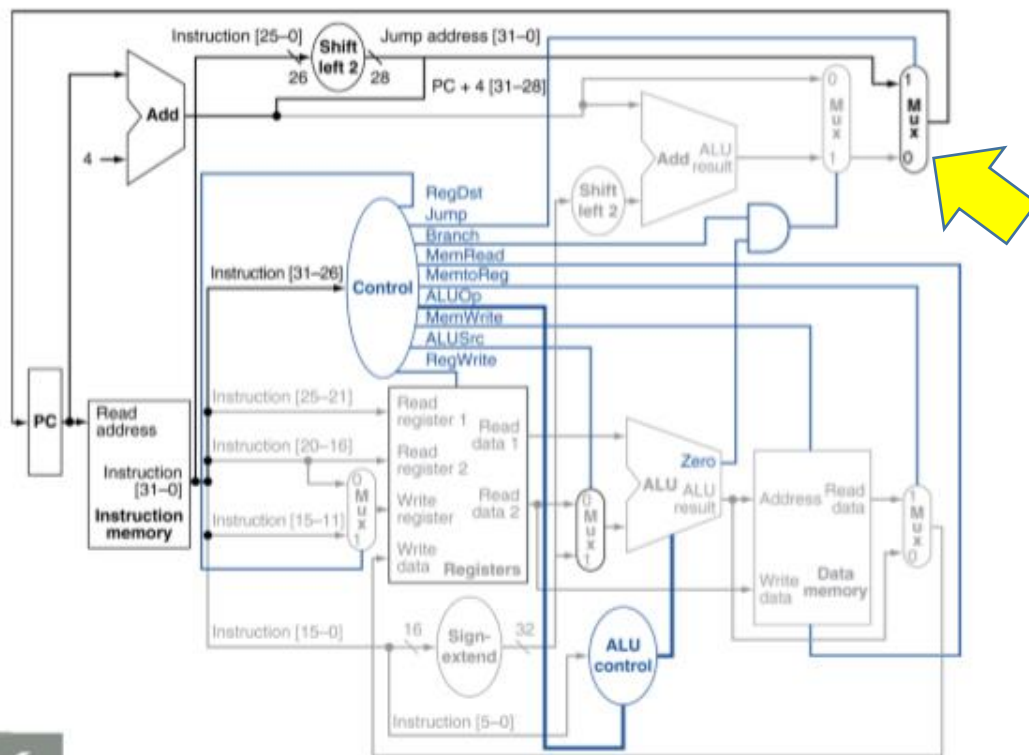 Instruction [25–0]
Shift
left 2
Jump address [31–0]
26
28
PC + 4 [31–28]
Add
4
0
M
u
x
1
1
M
u
x
0
Add
ALU
result
Shift
left 2
RegDst
Jump
Branch
MemRead
MemtoReg
ALUOp
MemWrite
ALUSrc
RegWrite
Instruction [31–26]
Control
PC
Read
address
Instruction
[31–0]
Instruction
memory
Instruction [25–21]
Instruction [20–16]
Instruction [15–11]
0
M
u
x
1
Read
register 1
Read
register 2
Write
register
Write
data
Read
data 1
Read
data 2
Registers
0
M
u
x
1
Zero
ALU
ALU
result
Address
Read
data
Write
data
Data
memory
1
M
u
x
0
Instruction [15–0]
16
Sign-
extend
32
ALU
control
Instruction [5–0]